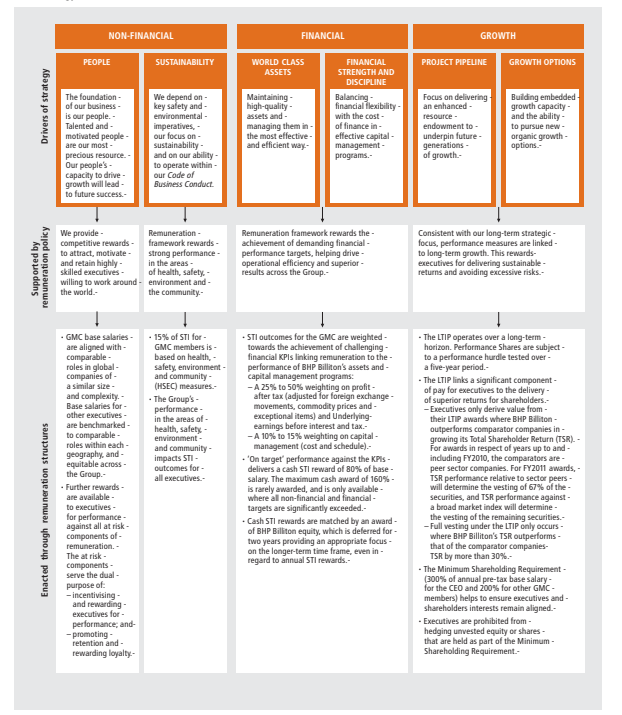 NON-FINANCIAL
FINANCIAL
GROWTH
Drivers of strategy
PEOPLE
The foundation -
of our business -
is our people. -
Talented and -
motivated people -
are our most -
precious resource. -
Our people's -
capacity to drive -
growth will lead -
to future success.-
SUSTAINABILITY
We depend on -
key safety and -
environmental -
imperatives, -
our focus on -
sustainability -
and on our ability -
to operate within -
our Code of
Business Conduct.
WORLD CLASS
ASSETS
Maintaining -
high-quality -
assets and -
managing them in -
the most effective -
and efficient way.-
FINANCIAL
STRENGTH AND
DISCIPLINE
Balancing -
financial flexibility -
with the cost -
of finance in -
effective capital -
management -
programs.-
PROJECT PIPELINE
Focus on delivering -
an enhanced -
resource -
endowment to -
underpin future -
generations -
of growth.-
GROWTH OPTIONS
Building embedded -
growth capacity -
and the ability -
to pursue new -
organic growth -
options.-
Supported by
remuneration policy
We provide -
competitive rewards -
to attract, motivate -
and retain highly -
skilled executives -
willing to work around -
the world.-
Remuneration -
framework rewards -
strong performance -
in the areas -
of health, safety, -
environment and -
the community.-
Remuneration framework rewards the -
achievement of demanding financial -
performance targets, helping drive -
operational efficiency and superior -
results across the Group.-
Consistent with our long-term strategic -
focus, performance measures are linked -
to long-term growth. This rewards-
executives for delivering sustainable -
returns and avoiding excessive risks.-
Enacted through remuneration structures
• GMC base salaries -
are aligned with -
comparable -
roles in global -
companies of -
a similar size -
and complexity. -
Base salaries for -
other executives -
are benchmarked -
to comparable -
roles within each -
geography, and -
equitable across -
the Group.-
• Further rewards -
are available -
to executives -
for performance -
against all at risk -
components of -
remuneration. -
The at risk -
components -
serve the dual -
purpose of:
– incentivising -
and rewarding -
executives for -
performance; and-
– promoting -
retention and -
rewarding loyalty.-
• 15% of STI for -
GMC members is -
based on health, -
safety, environment -
and community -
(HSEC) measures.-
• The Group's -
performance -
in the areas of -
health, safety, -
environment -
and community -
impacts STI -
outcomes for -
all executives.-
• STI outcomes for the GMC are weighted -
towards the achievement of challenging -
financial KPIs linking remuneration to the -
performance of BHP Billiton's assets and -
capital management programs:
– A 25% to 50% weighting on profit -
after tax (adjusted for foreign exchange -
movements, commodity prices and -
exceptional items) and Underlying-
earnings before interest and tax.-
– A 10% to 15% weighting on capital -
management (cost and schedule).-
• 'On target' performance against the KPIs -
delivers a cash STI reward of 80% of base -
salary. The maximum cash award of 160% -
is rarely awarded, and is only available -
where all non-financial and financial -
targets are significantly exceeded.-
• Cash STI rewards are matched by an award -
of BHP Billiton equity, which is deferred for -
two years providing an appropriate focus -
on the longer-term time frame, even in -
regard to annual STI rewards.-
• The LTIP operates over a long-term -
horizon. Performance Shares are subject -
to a performance hurdle tested over -
a five-year period.-
• The LTIP links a significant component -
of pay for executives to the delivery -
of superior returns for shareholders.-
– Executives only derive value from -
their LTIP awards where BHP Billiton -
outperforms comparator companies in -
growing its Total Shareholder Return (TSR). -
For awards in respect of years up to and -
including FY2010, the comparators are -
peer sector companies. For FY2011 awards, -
TSR performance relative to sector peers -
will determine the vesting of 67% of the -
securities, and TSR performance against -
a broad market index will determine -
the vesting of the remaining securities.-
– Full vesting under the LTIP only occurs -
where BHP Billiton's TSR outperforms -
that of the comparator companies-
TSR by more than 30%.-
• The Minimum Shareholding Requirement -
(300% of annual pre-tax base salary -
for the CEO and 200% for other GMC -
members) helps to ensure executives and -
shareholders interests remain aligned.-
• Executives are prohibited from -
hedging unvested equity or shares -
that are held as part of the Minimum -
Shareholding Requirement.-